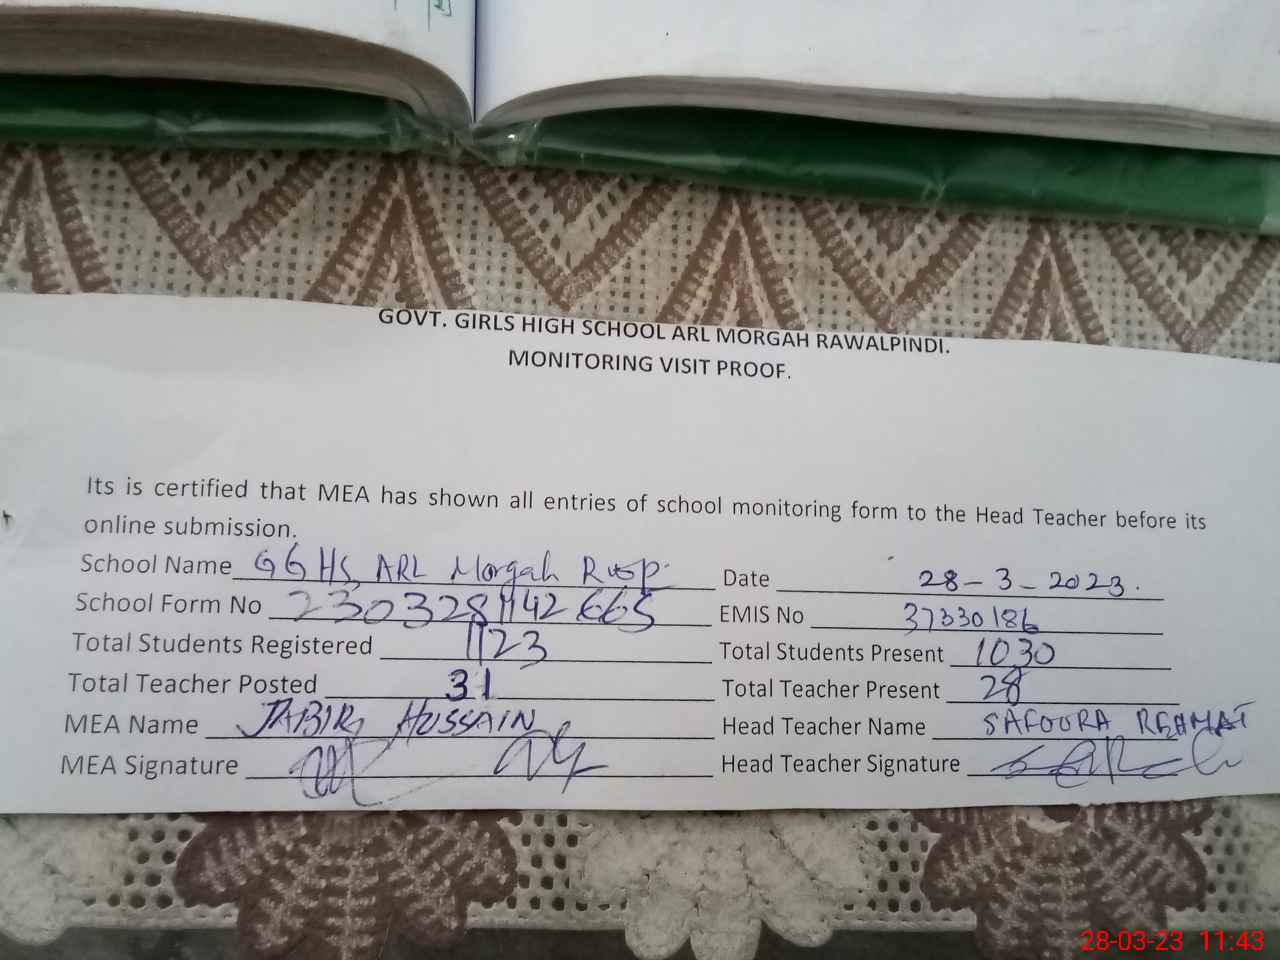 GOVT. GIRLS HIGH SCHOOL ARL MORGAH RAWALPINDI.
MONITORING VISIT PROOF.
Its is certified that MEA has shown all entries of school monitoring form to the Head Teacher before its
online submission.
School Name GGHS ARL Morgah Rwp. Date 28-3-2023.
School Form No 2303281142665 EMIS No 37330186
Total Students Registered 1123 Total Students Present 1030
Total Teacher Posted 31 Total Teacher Present 28
MEA Name JABIR HUSSAIN Head Teacher Name SAFOORA REHMAT
MEA Signature Head Teacher Signature
28-03-23 11:43